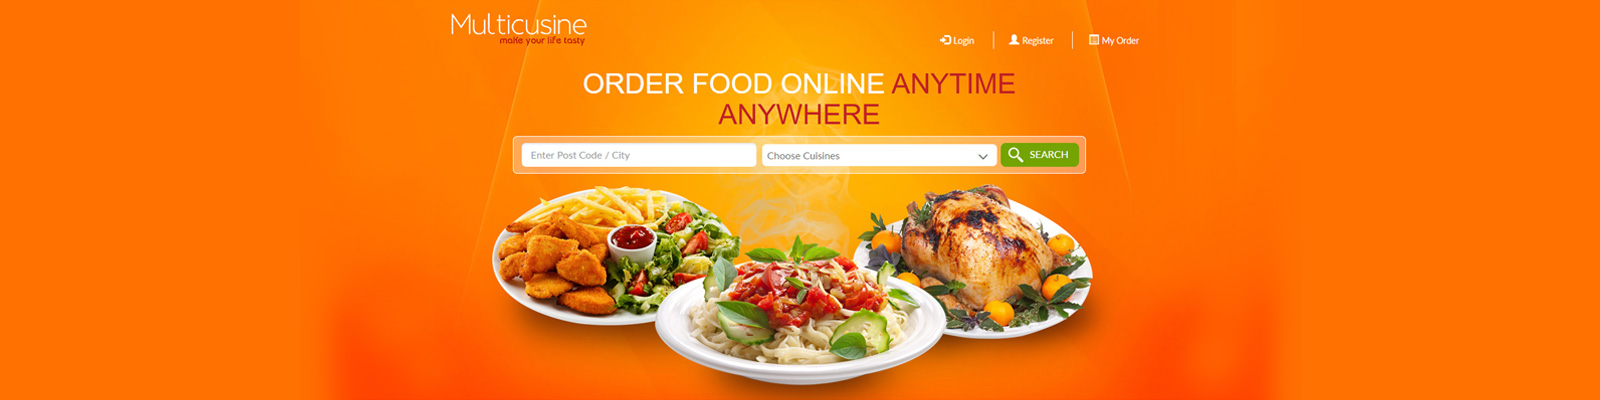 Multicusine
make your life tasty
Login
Register
My Order
ORDER FOOD ONLINE ANYTIME
ANYWHERE
Enter Post Code / City
Choose Cuisines
SEARCH